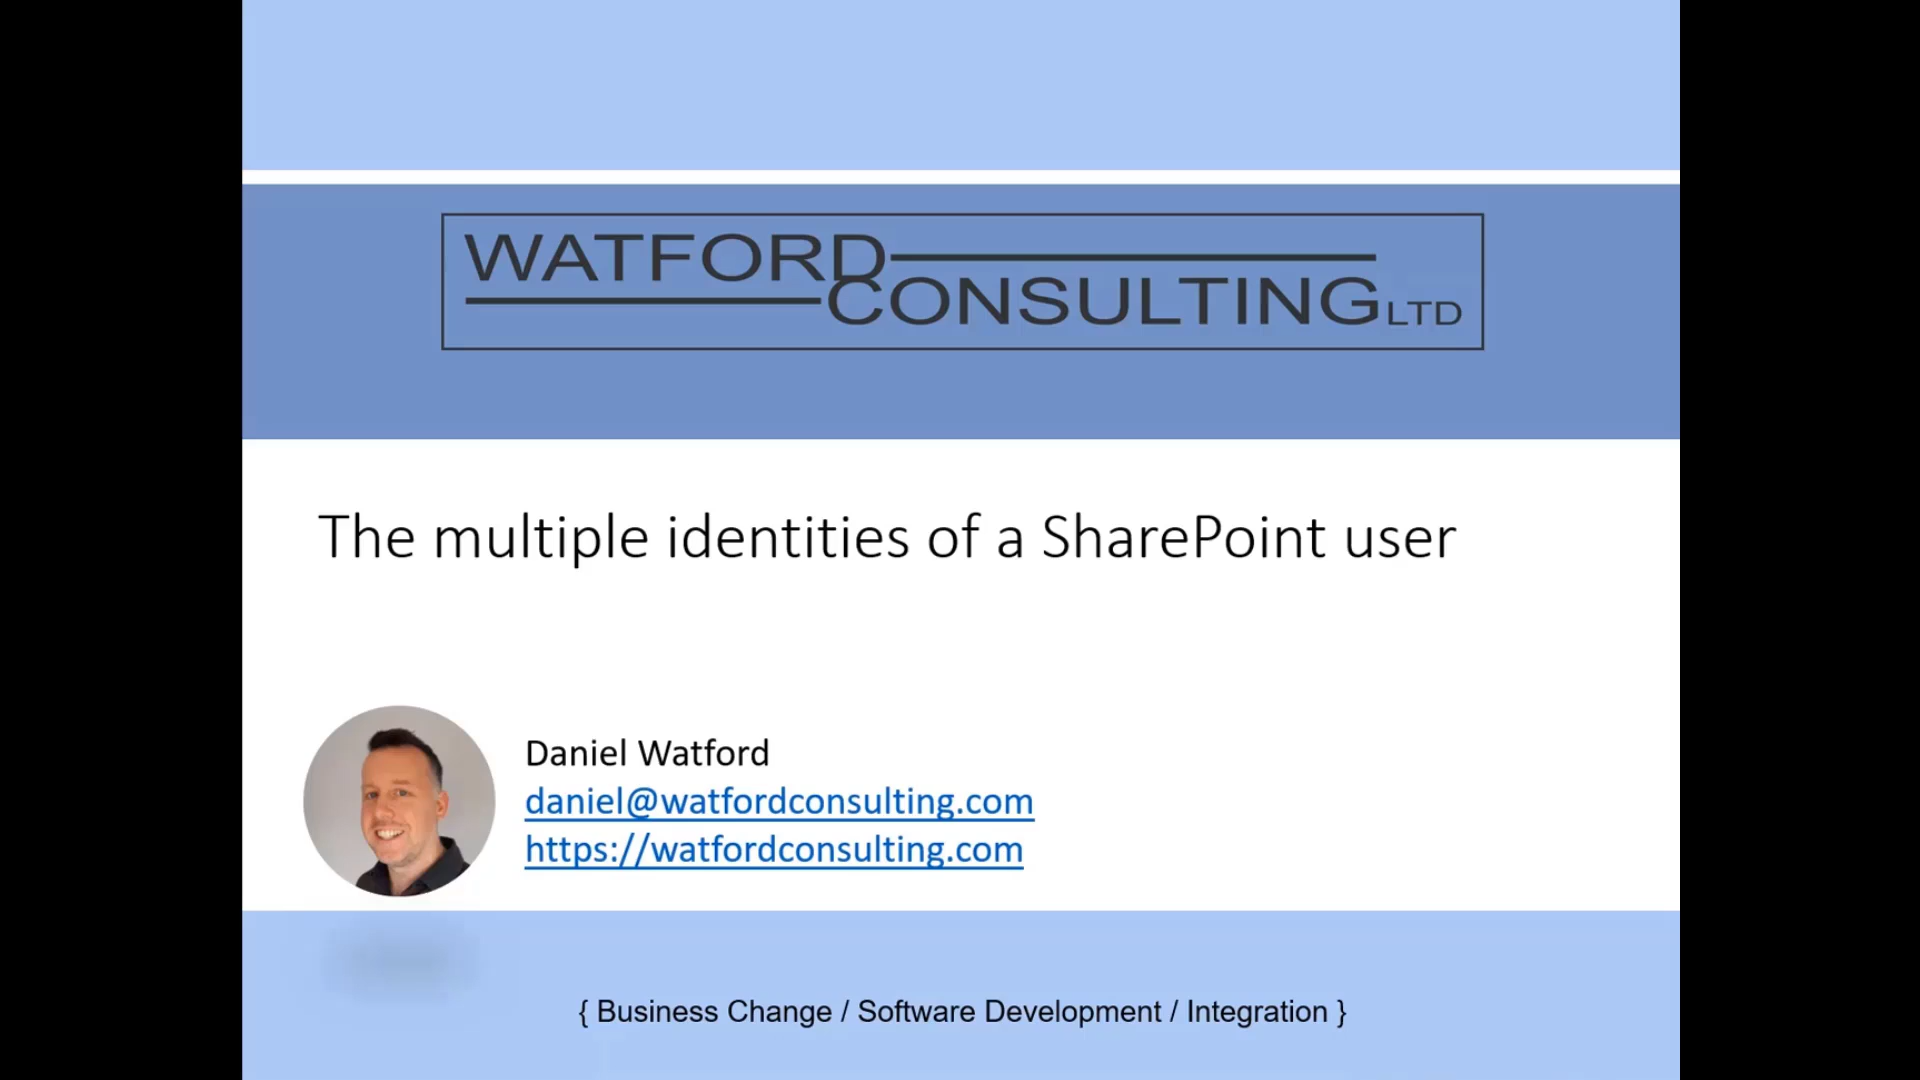 WATFORD
CONSULTING LTD
The multiple identities of a SharePoint user
Daniel Watford
daniel@watfordconsulting.com
https://watfordconsulting.com
{ Business Change / Software Development / Integration }